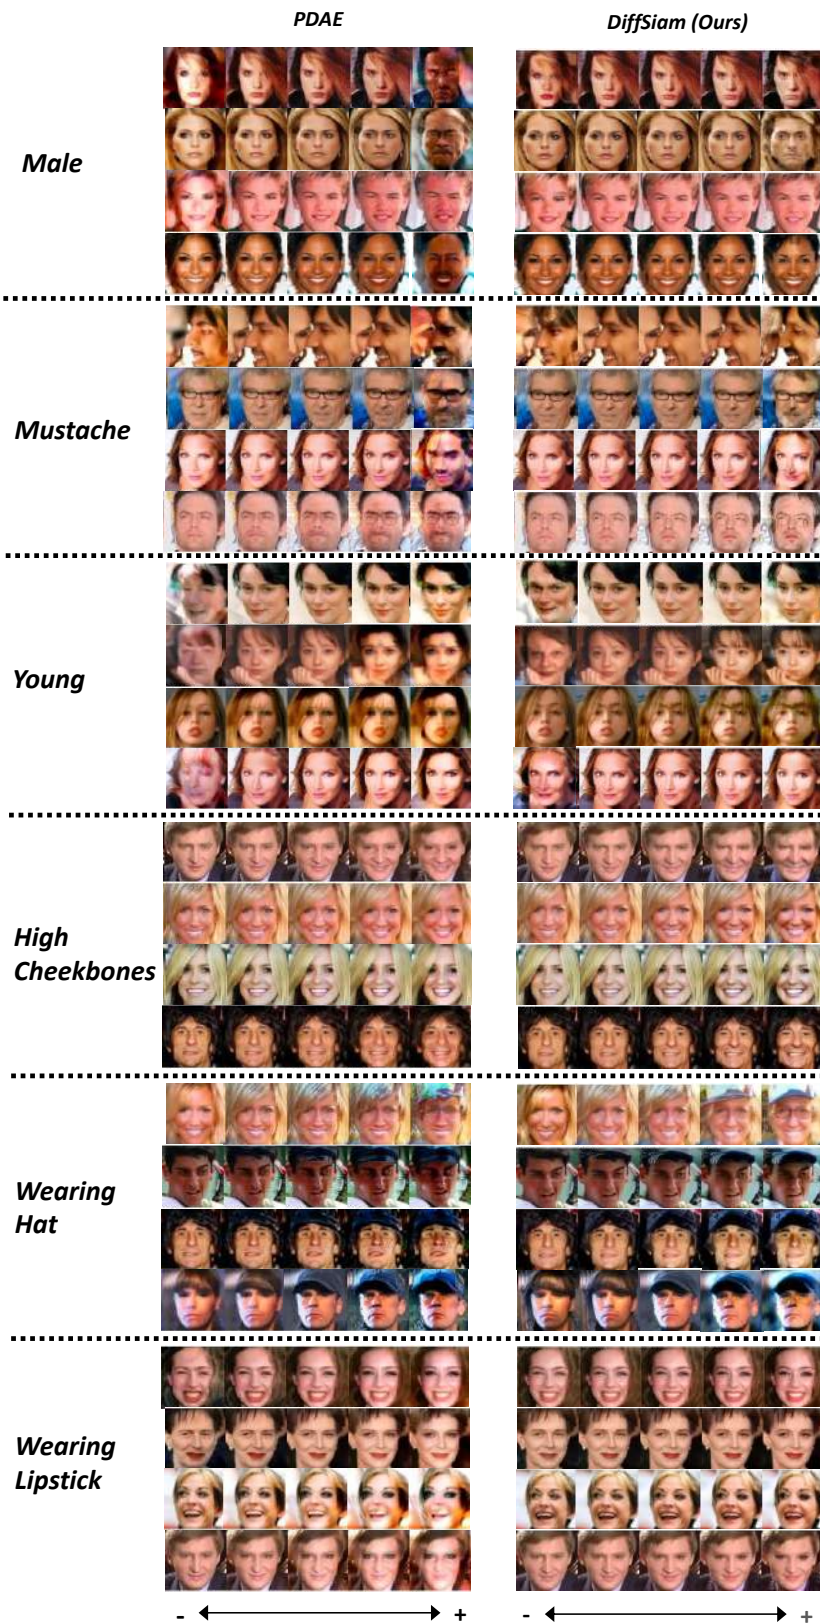 PDAE
DiffSiam (Ours)
Male
Mustache
Young
High
Cheekbones
Wearing
Hat
Wearing
Lipstick
- +
- +